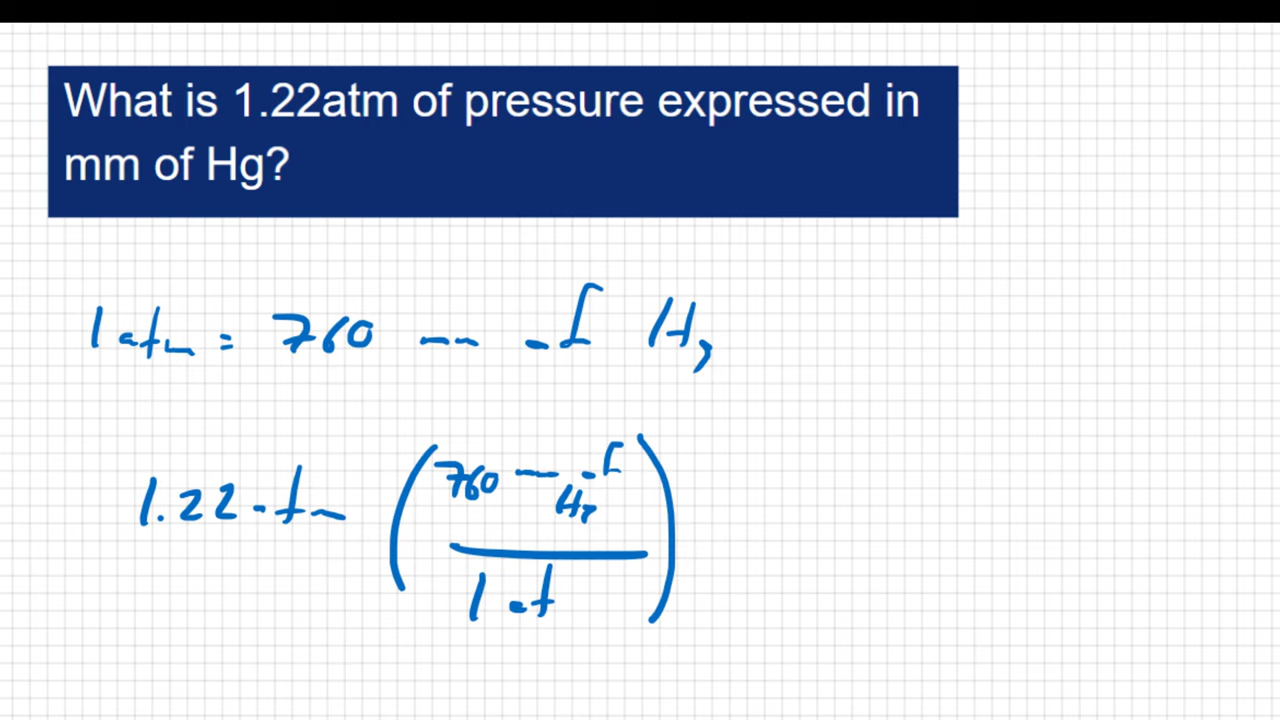 What is 1.22atm of pressure expressed in
mm of Hg?
1 atm = 760 mm of Hg
1.22 atm ( 760 mm of
Hg
1 at )